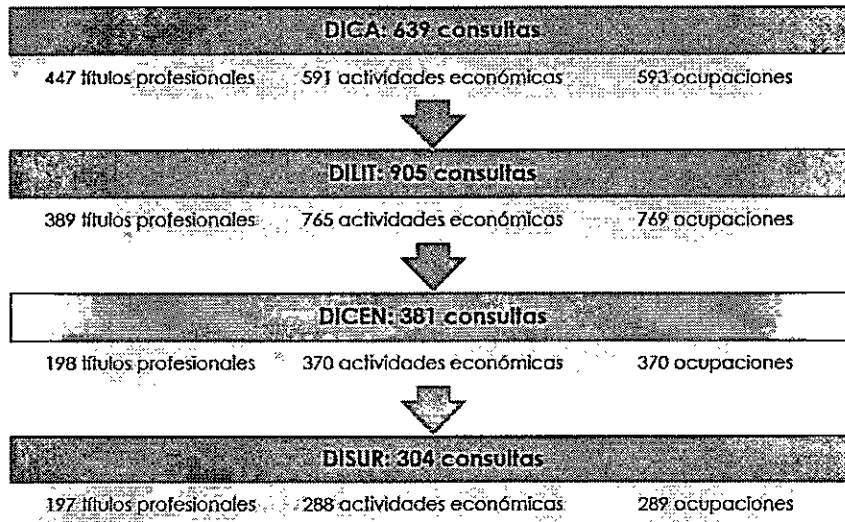 DICA: 639 consultas
447 títulos profesionales 591 actividades económicas 593 ocupaciones
DILIT: 905 consultas
389 títulos profesionales 765 actividades económicas 769 ocupaciones
DICEN: 381 consultas
198 títulos profesionales 370 actividades económicas 370 ocupaciones
DISUR: 304 consultas
197 títulos profesionales 288 actividades económicas 289 ocupaciones